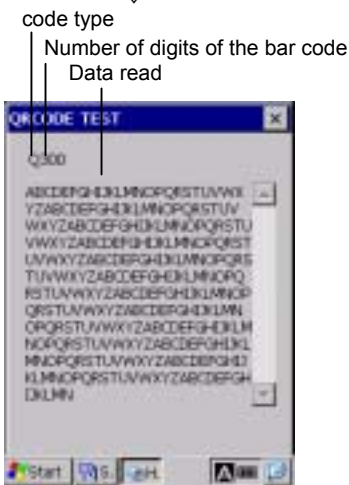 code type
Number of digits of the bar code
Data read
QRCODE TEST
Q300
ABCDEFGHIJKLMNOPQRSTUVWX
YZABCDEFGHIJKLMNOPQRSTUV
WXYZABCDEFGHIJKLMNOPQRSTU
VWXYZABCDEFGHIJKLMNOPQRST
UVWXYZABCDEFGHIJKLMNOPQRS
TUVWXYZABCDEFGHIJKLMNOPQ
RSTUVWXYZABCDEFGHIJKLMNOP
QRSTUVWXYZABCDEFGHIJKLMN
OPQRSTUVWXYZABCDEFGHIJKLM
NOPQRSTUVWXYZABCDEFGHIJKL
MNOPQRSTUVWXYZABCDEFGHIJ
KLMNOPQRSTUVWXYZABCDEFGH
IJKLMN
Start
S..
H.
A